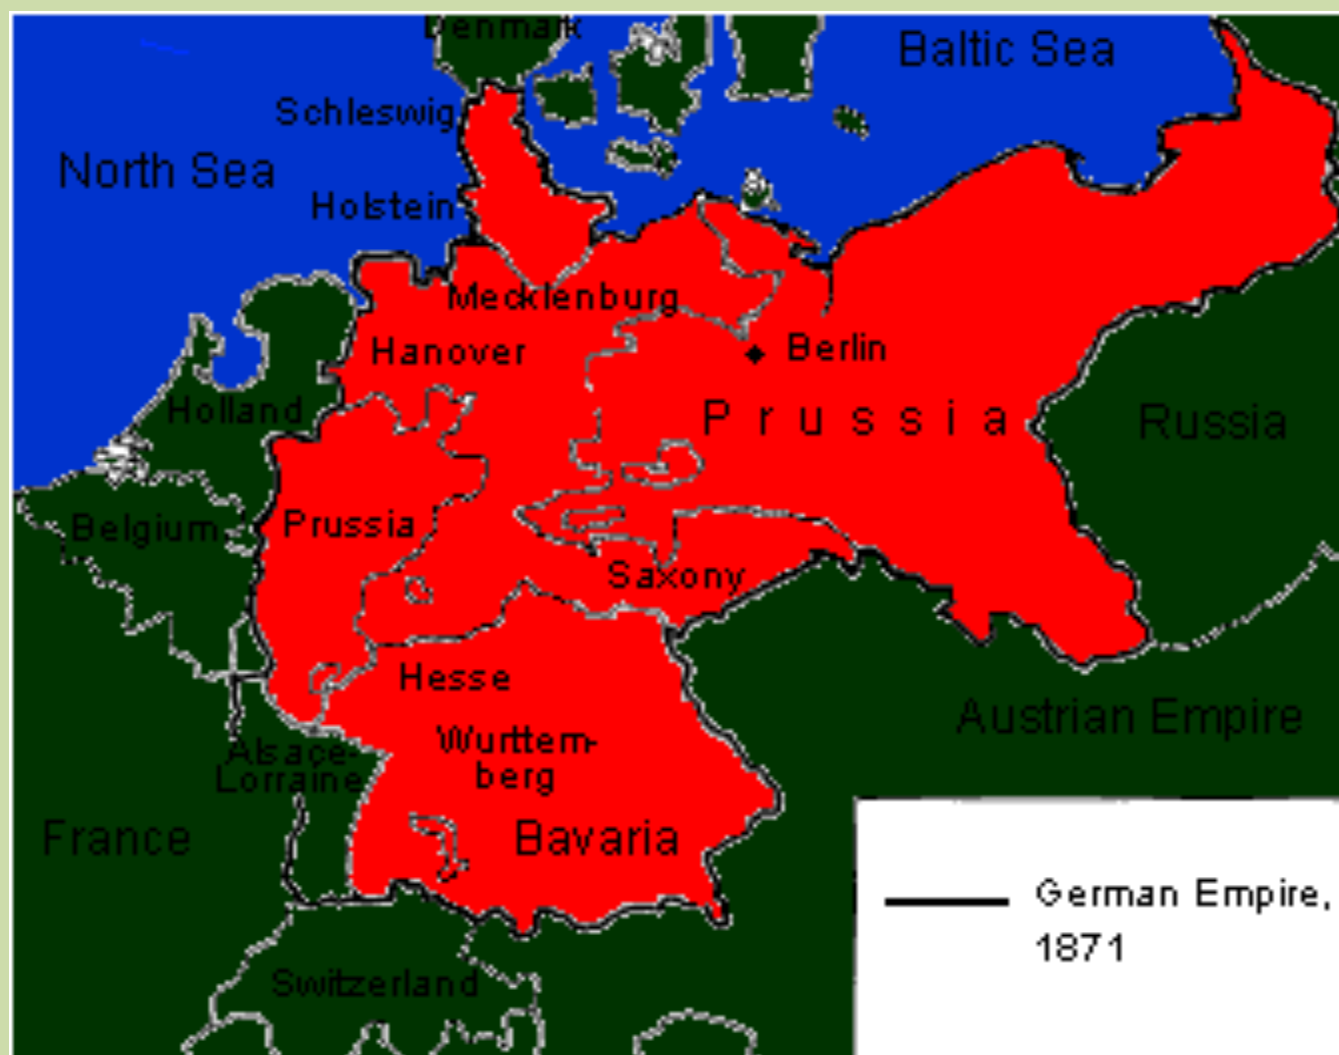 Denmark
Baltic Sea
Schleswig
North Sea
Holstein
Mecklenburg
Hanover
Berlin
Holland
Prussia
Russia
Belgium
Prussia
Saxony
Hesse
Austrian Empire
Wurttem-
berg
Alsace-
Lorraine
France
Bavaria
German Empire,
1871
Switzerland